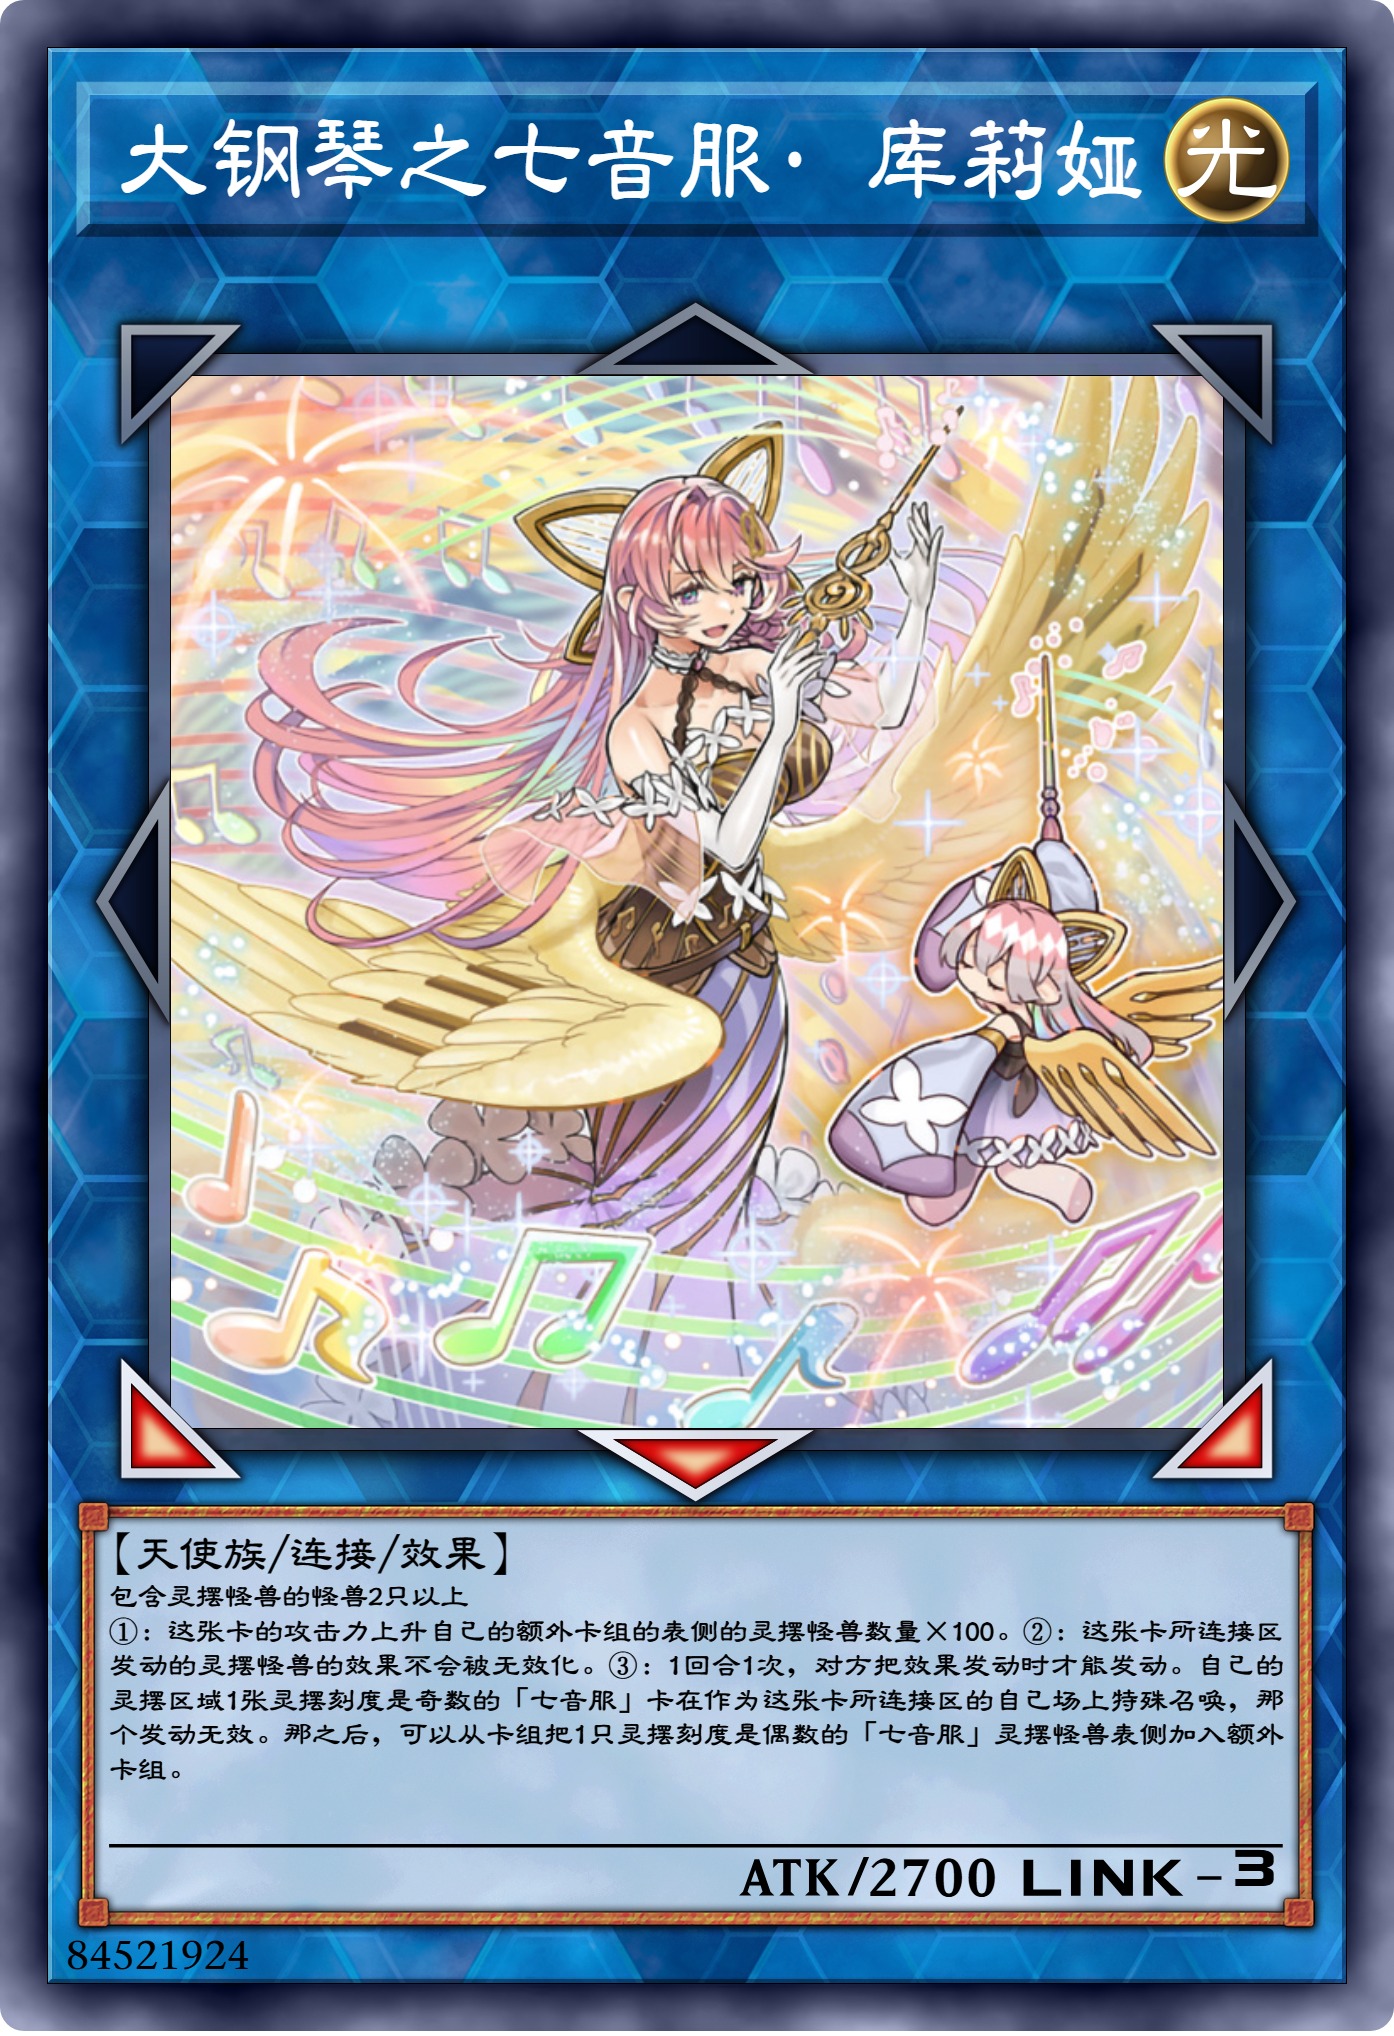 大钢琴之七音服·库莉娅 光
【天使族/连接/效果】
包含灵摆怪兽的怪兽2只以上
①：这张卡的攻击力上升自己的额外卡组的表侧的灵摆怪兽数量×100。②：这张卡所连接区
发动的灵摆怪兽的效果不会被无效化。③：1回合1次，对方把效果发动时才能发动。自己的
灵摆区域1张灵摆刻度是奇数的「七音服」卡在作为这张卡所连接区的自己场上特殊召唤，那
个发动无效。那之后，可以从卡组把1只灵摆刻度是偶数的「七音服」灵摆怪兽表侧加入额外
卡组。
ATK/2700 LINK-3
84521924